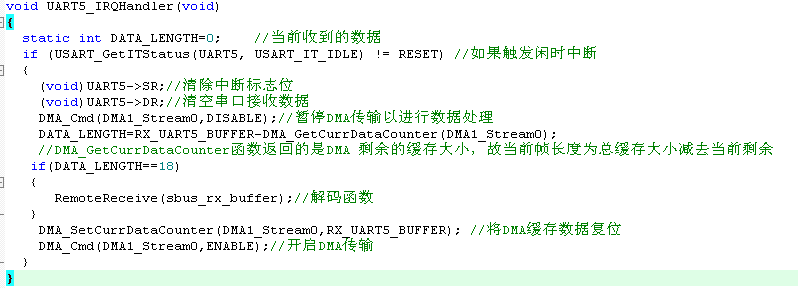 void UART5_IRQHandler(void)
{
static int DATA_LENGTH=0; //当前收到的数据
if (USART_GetITStatus(UART5, USART_IT_IDLE) != RESET) //如果触发闲时中断
{
(void)UART5->SR;//清除中断标志位
(void)UART5->DR;//清空串口接收数据
DMA_Cmd(DMA1_Stream0,DISABLE);//暂停DMA传输以进行数据处理
DATA_LENGTH=RX_UART5_BUFFER-DMA_GetCurrDataCounter(DMA1_Stream0);
//DMA_GetCurrDataCounter函数返回的是DMA 剩余的缓存大小，故当前帧长度为总缓存大小减去当前剩余
if(DATA_LENGTH==18)
{
RemoteReceive(sbus_rx_buffer);//解码函数
}
DMA_SetCurrDataCounter(DMA1_Stream0,RX_UART5_BUFFER); //将DMA缓存数据复位
DMA_Cmd(DMA1_Stream0,ENABLE);//开启DMA传输
}
}